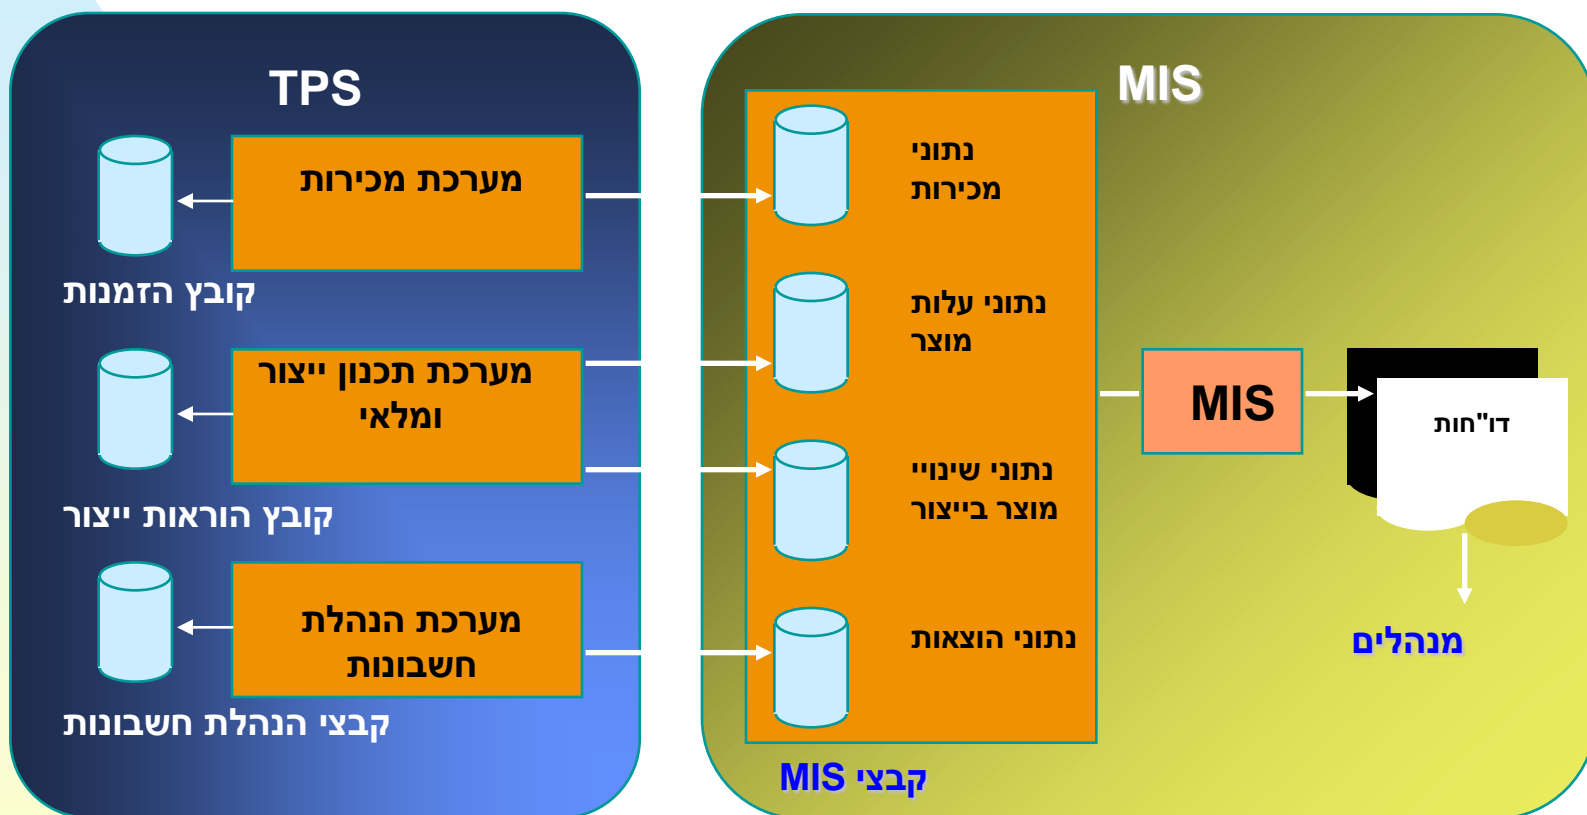 TPS
מערכת מכירות
קובץ הזמנות
מערכת תכנון ייצור
ומלאי
קובץ הוראות ייצור
מערכת הנהלת
חשבונות
קבצי הנהלת חשבונות
MIS
נתוני
מכירות
נתוני עלות
מוצר
נתוני שינויי
מוצר בייצור
נתוני הוצאות
קבצי MIS
MIS
דו"חות
מנהלים